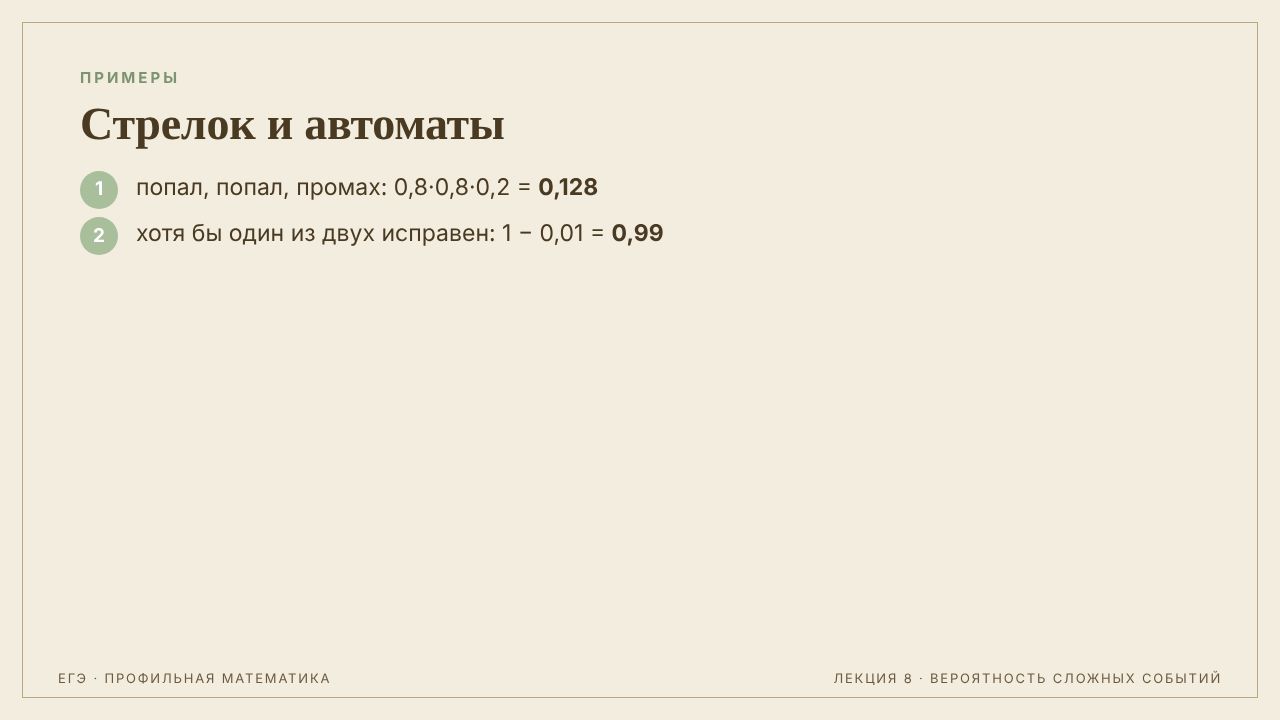 ПРИМЕРЫ
Стрелок и автоматы
1 попал, попал, промах: 0,8·0,8·0,2 = 0,128
2 хотя бы один из двух исправен: 1 − 0,01 = 0,99
ЕГЭ · ПРОФИЛЬНАЯ МАТЕМАТИКА
ЛЕКЦИЯ 8 · ВЕРОЯТНОСТЬ СЛОЖНЫХ СОБЫТИЙ